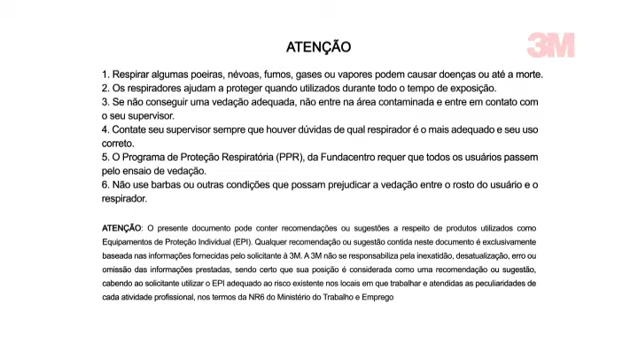 3M
ATENÇÃO
1. Respirar algumas poeiras, névoas, fumos, gases ou vapores podem causar doenças ou até a morte.
2. Os respiradores ajudam a proteger quando utilizados durante todo o tempo de exposição.
3. Se não conseguir uma vedação adequada, não entre na área contaminada e entre em contato com
o seu supervisor.
4. Contate seu supervisor sempre que houver dúvidas de qual respirador é o mais adequado e seu uso
correto.
5. O Programa de Proteção Respiratória (PPR), da Fundacentro requer que todos os usuários passem
pelo ensaio de vedação.
6. Não use barbas ou outras condições que possam prejudicar a vedação entre o rosto do usuário e o
respirador.
ATENÇÃO: O presente documento pode conter recomendações ou sugestões a respeito de produtos utilizados como
Equipamentos de Proteção Individual (EPI). Qualquer recomendação ou sugestão contida neste documento é exclusivamente
baseada nas informações fornecidas pelo solicitante à 3M. A 3M não se responsabiliza pela inexatidão, desatualização, erro ou
omissão das informações prestadas, sendo certo que sua posição é considerada como uma recomendação ou sugestão,
cabendo ao solicitante utilizar o EPI adequado ao risco existente nos locais em que trabalhar e atendidas as peculiaridades de
cada atividade profissional, nos termos da NR6 do Ministério do Trabalho e Emprego